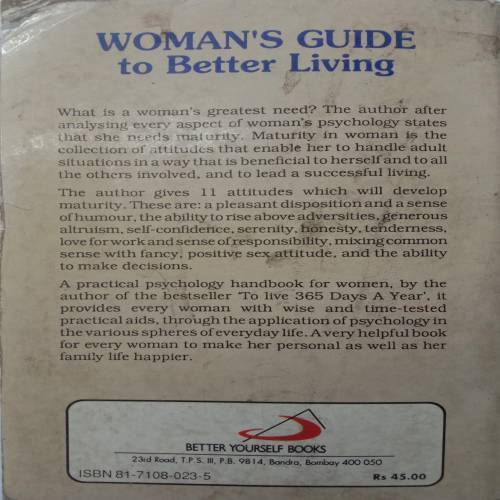 WOMAN'S GUIDE
to Better Living
What is a woman's greatest need? The author after
analysing every aspect of woman's psychology states
that she needs maturity. Maturity in woman is the
collection of attitudes that enable her to handle adult
situations in a way that is beneficial to herself and to all
the others involved, and to lead a successful living.
The author gives 11 attitudes which will develop
maturity. These are: a pleasant disposition and a sense
of humour, the ability to rise above adversities, generous
altruism, self-confidence, serenity, honesty, tenderness,
love for work and sense of responsibility, mixing common
sense with fancy, positive sex attitude, and the ability
to make decisions.
A practical psychology handbook for women, by the
author of the bestseller 'To live 365 Days A Year', it
provides every woman with wise and time-tested
practical aids, through the application of psychology in
the various spheres of everyday life. A very helpful book
for every woman to make her personal as well as her
family life happier.
BETTER YOURSELF BOOKS
23rd Road, T.P.S. III, P.B. 9814, Bandra, Bombay 400 050
ISBN 81-7108-023-5
Rs 45.00